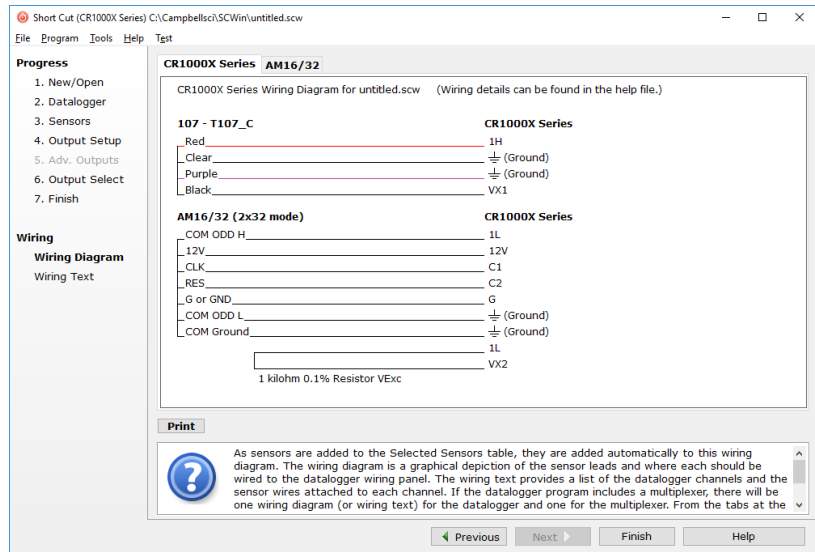 Short Cut (CR1000X Series) C:\Campbellsci\SCWin\untitled.scw
File Program Tools Help Test
Progress
1. New/Open
2. Datalogger
3. Sensors
4. Output Setup
5. Adv. Outputs
6. Output Select
7. Finish
Wiring
Wiring Diagram
Wiring Text
CR1000X Series AM16/32
CR1000X Series Wiring Diagram for untitled.scw (Wiring details can be found in the help file.)
107 - T107_C CR1000X Series
Red 1H
Clear (Ground)
Purple (Ground)
Black VX1
AM16/32 (2x32 mode) CR1000X Series
COM ODD H 1L
12V 12V
CLK C1
RES C2
G or GND G
COM ODD L (Ground)
COM Ground (Ground)
1L
VX2
1 kilohm 0.1% Resistor VExc
Print
As sensors are added to the Selected Sensors table, they are added automatically to this wiring
diagram. The wiring diagram is a graphical depiction of the sensor leads and where each should be
wired to the datalogger wiring panel. The wiring text provides a list of the datalogger channels and the
sensor wires attached to each channel. If the datalogger program includes a multiplexer, there will be
one wiring diagram (or wiring text) for the datalogger and one for the multiplexer. From the tabs at the
Previous Next Finish Help